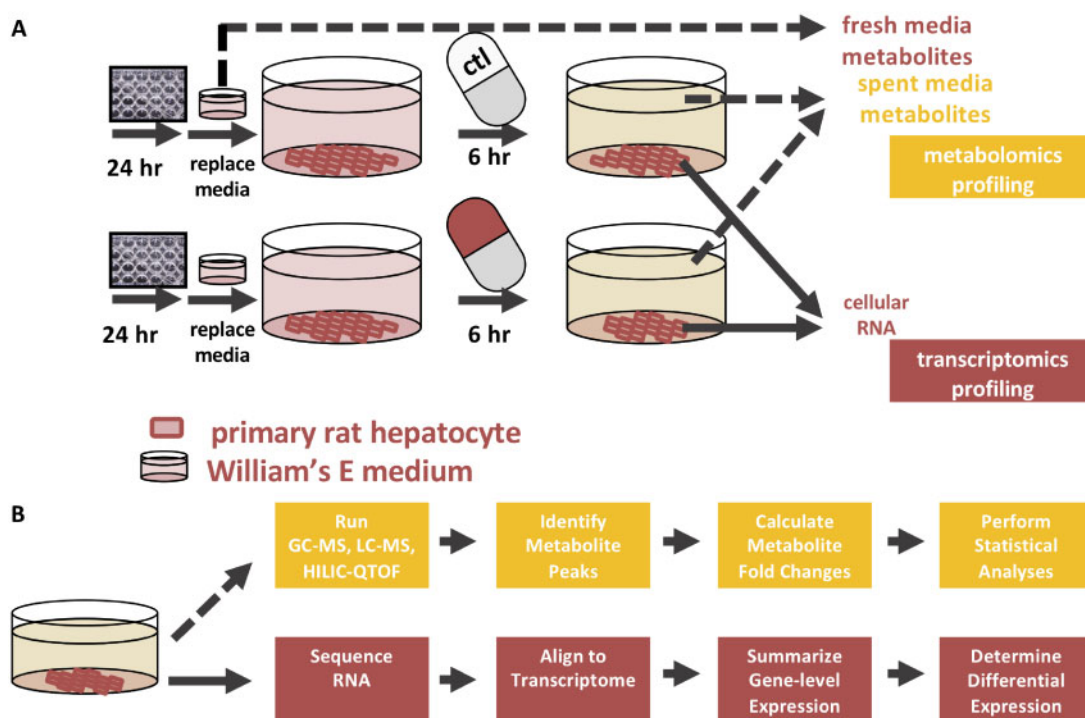 A
fresh media
metabolites
ctl
spent media
metabolites
24 hr
replace
media
6 hr
metabolomics
profiling
24 hr
replace
media
6 hr
cellular
RNA
transcriptomics
profiling
primary rat hepatocyte
William's E medium
B
Run
GC-MS, LC-MS,
HILIC-QTOF
Identify
Metabolite
Peaks
Calculate
Metabolite
Fold Changes
Perform
Statistical
Analyses
Sequence
RNA
Align to
Transcriptome
Summarize
Gene-level
Expression
Determine
Differential
Expression